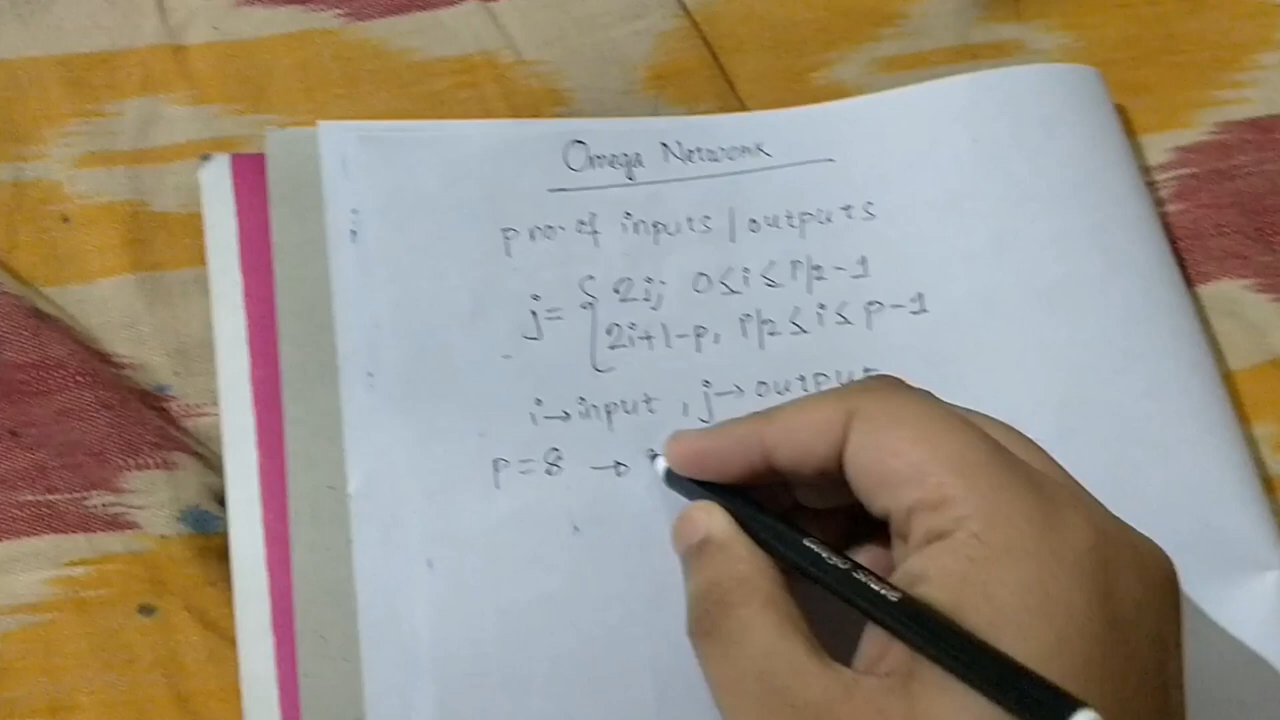 Omega Network
p no. of inputs / outputs
j = { 2i; 0 ≤ i ≤ p/2 - 1
2i+1-p, p/2 ≤ i ≤ p-1
i → input, j → output
p = 8 →